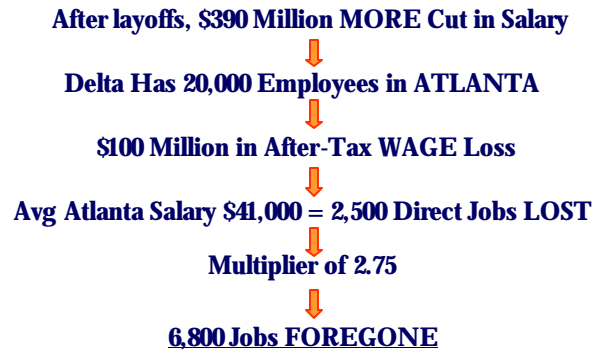 After layoffs, $390 Million MORE Cut in Salary
Delta Has 20,000 Employees in ATLANTA
$100 Million in After-Tax WAGE Loss
Avg Atlanta Salary $41,000 = 2,500 Direct Jobs LOST
Multiplier of 2.75
6,800 Jobs FOREGONE